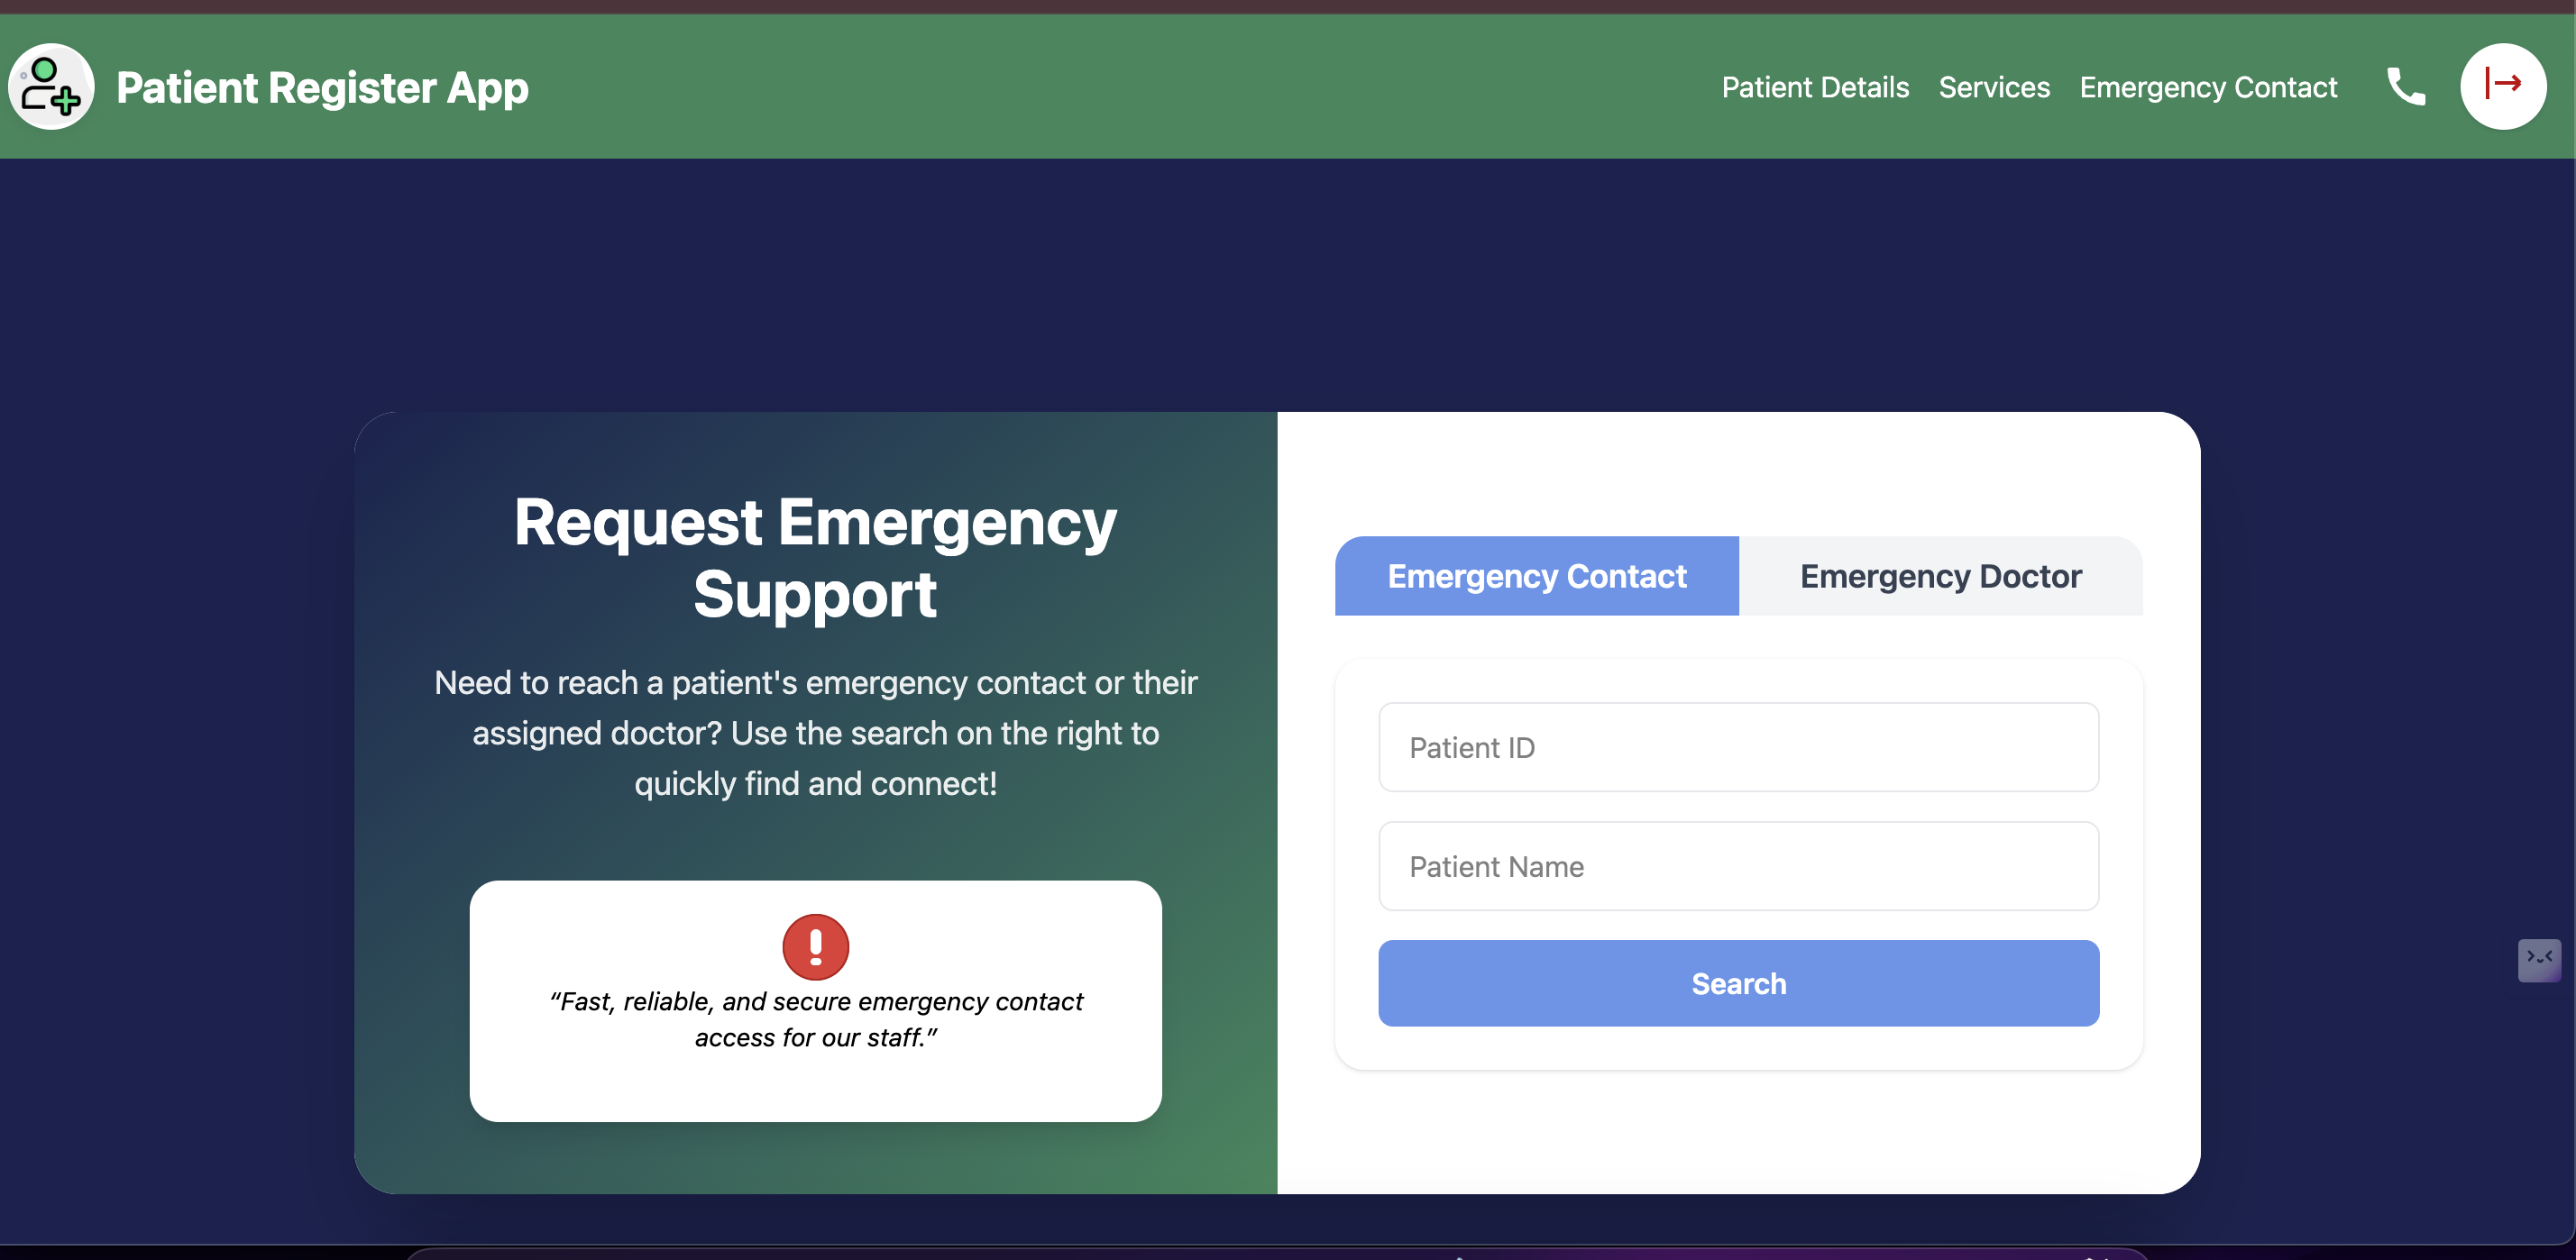 Patient Register App
Patient Details
Services
Emergency Contact
Request Emergency
Support
Need to reach a patient's emergency contact or their
assigned doctor? Use the search on the right to
quickly find and connect!
“Fast, reliable, and secure emergency contact
access for our staff.”
Emergency Contact
Emergency Doctor
Patient ID
Patient Name
Search